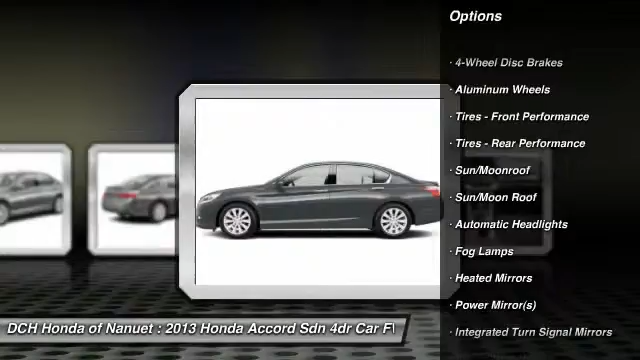 Options
· 4-Wheel Disc Brakes
· Aluminum Wheels
· Tires - Front Performance
· Tires - Rear Performance
· Sun/Moonroof
· Sun/Moon Roof
· Automatic Headlights
· Fog Lamps
· Heated Mirrors
· Power Mirror(s)
· Integrated Turn Signal Mirrors
DCH Honda of Nanuet : 2013 Honda Accord Sdn 4dr Car